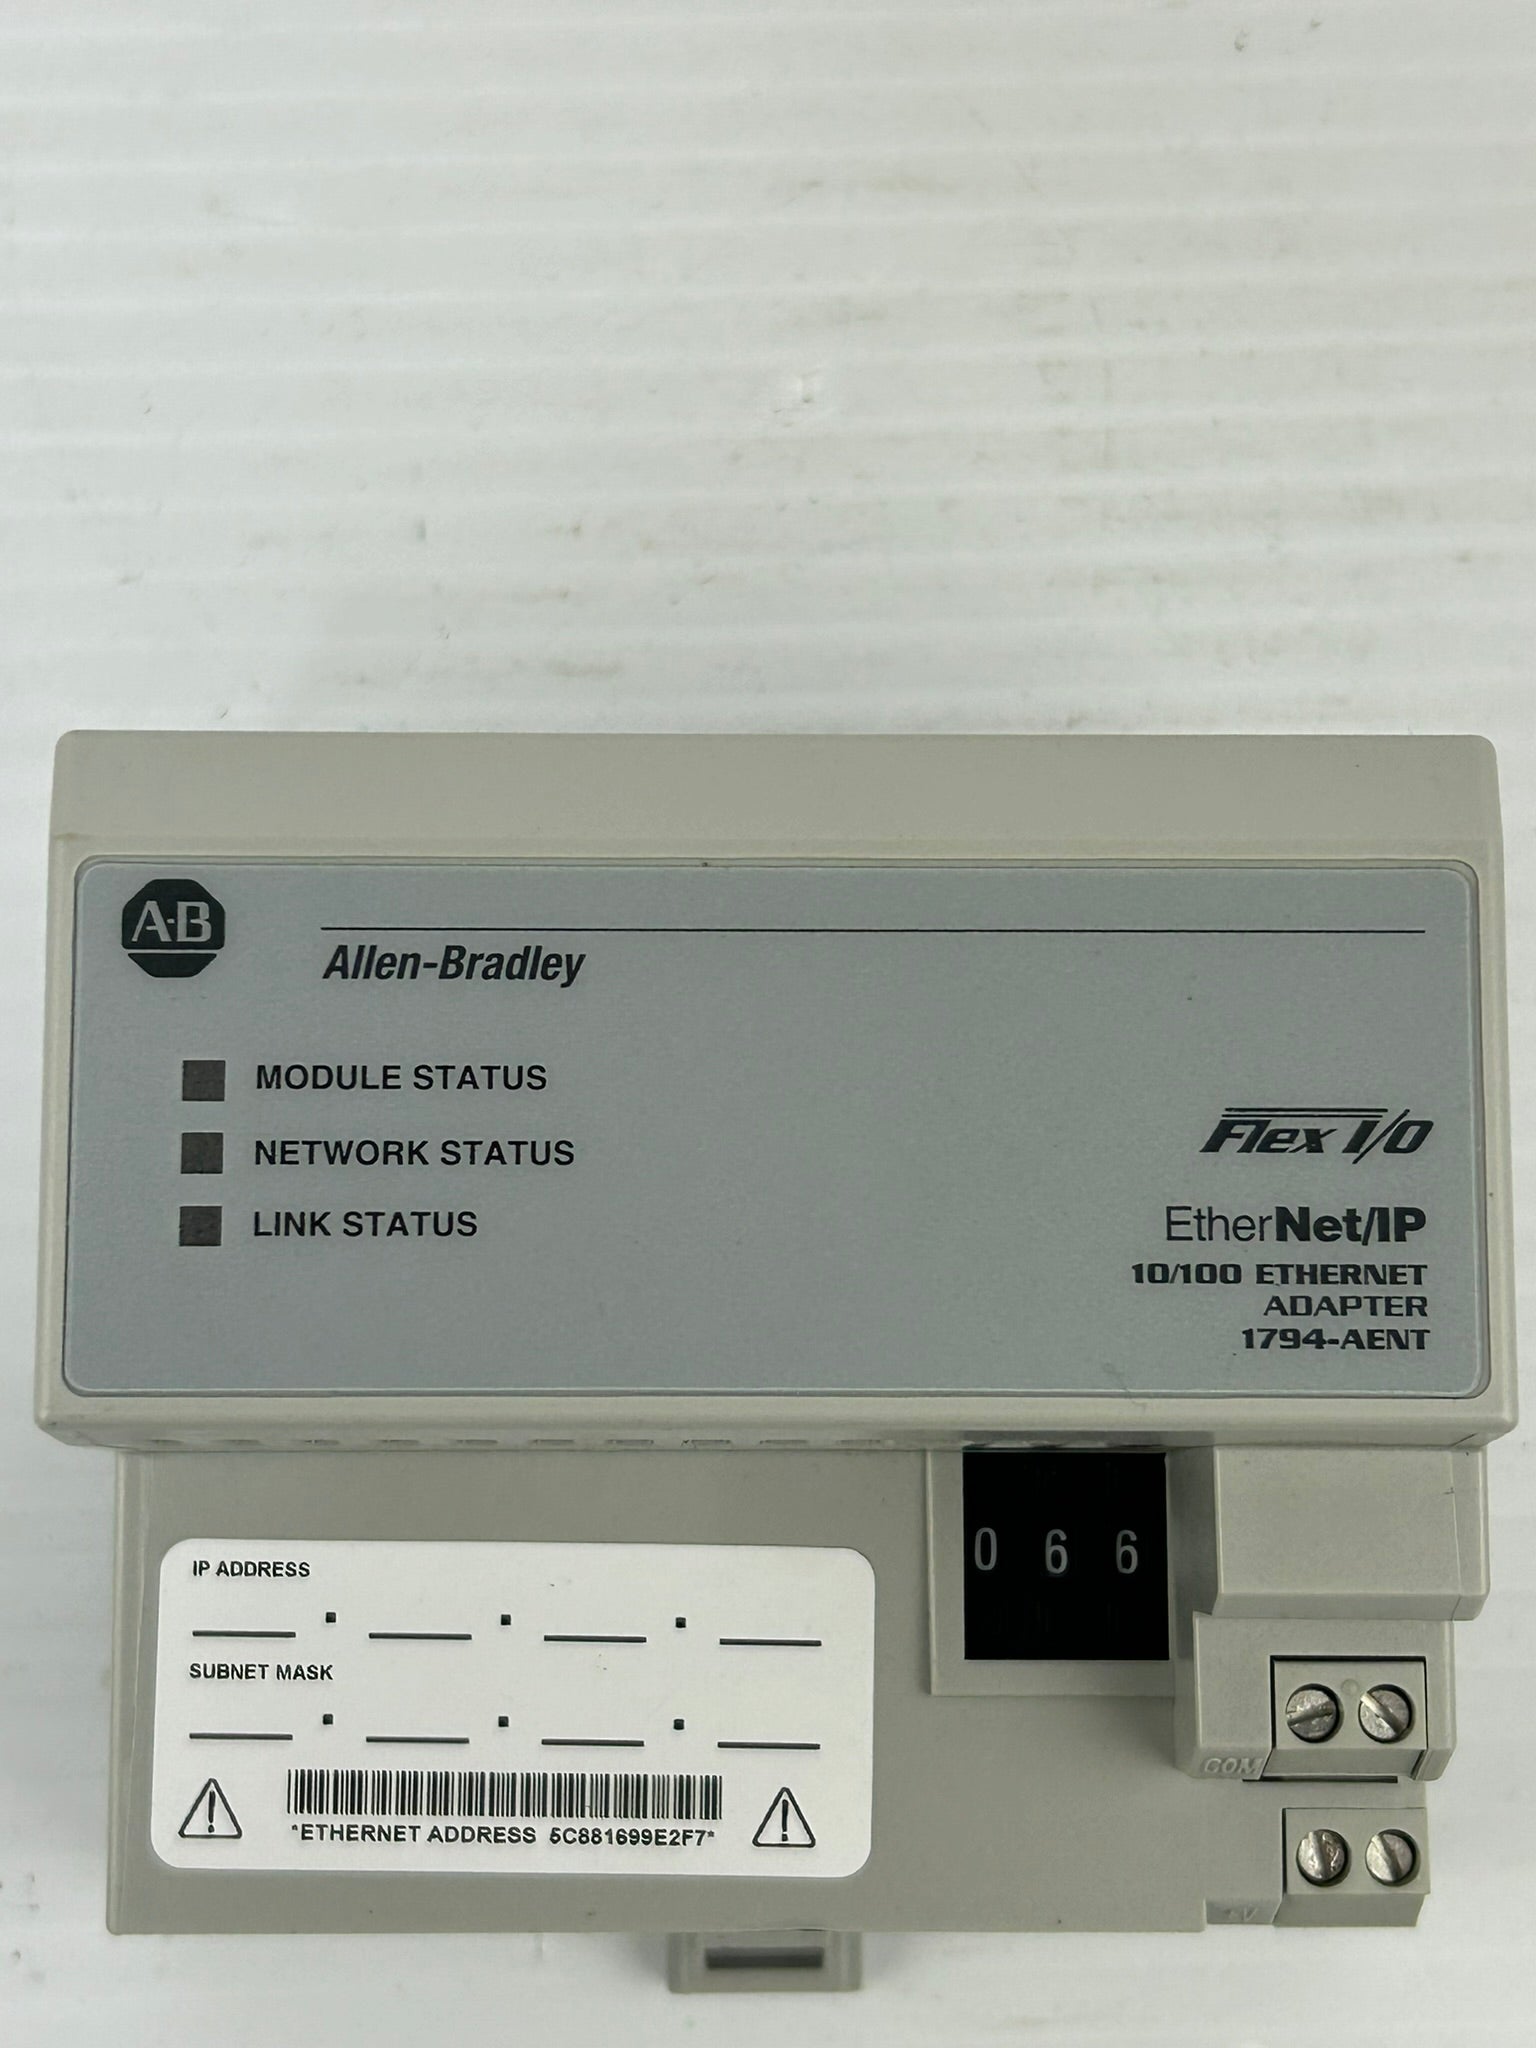 A-B
Allen-Bradley
MODULE STATUS
NETWORK STATUS
LINK STATUS
Flex I/O
EtherNet/IP
10/100 ETHERNET
ADAPTER
1794-AENT
0 6 6
IP ADDRESS
SUBNET MASK
*ETHERNET ADDRESS 5C881699E2F7*
COM
+V